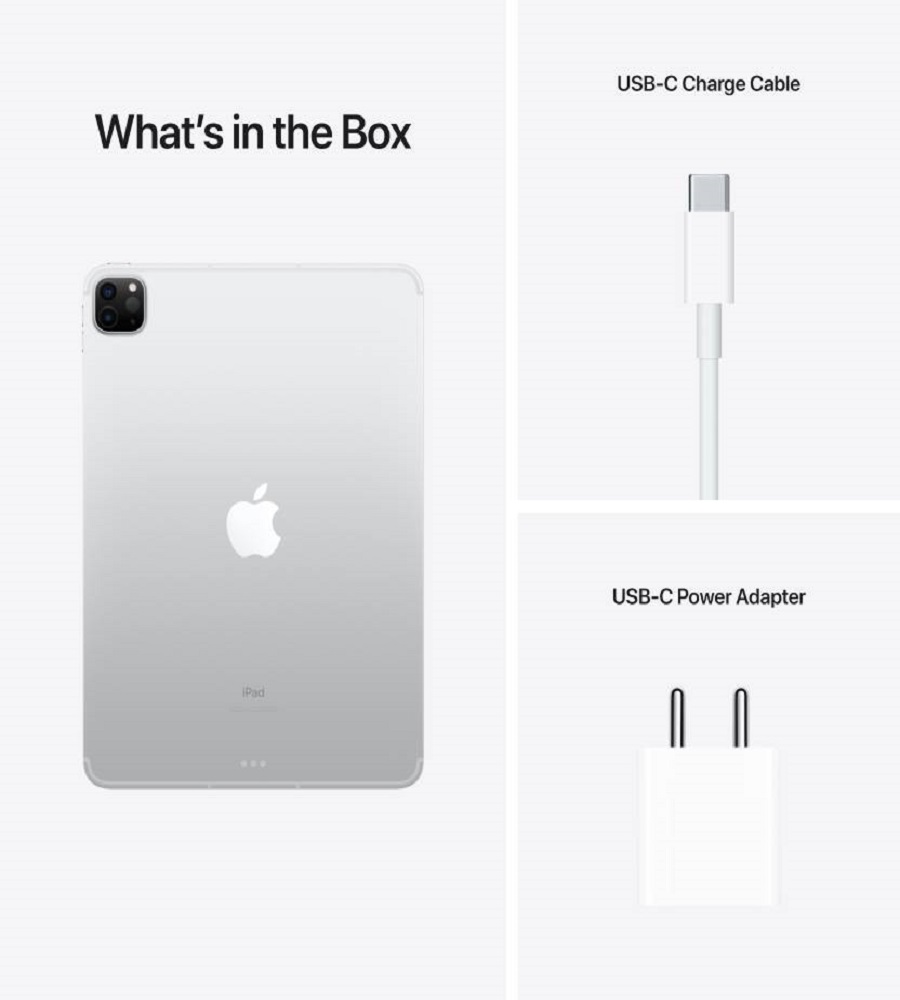 What's in the Box
iPad
USB-C Charge Cable
USB-C Power Adapter